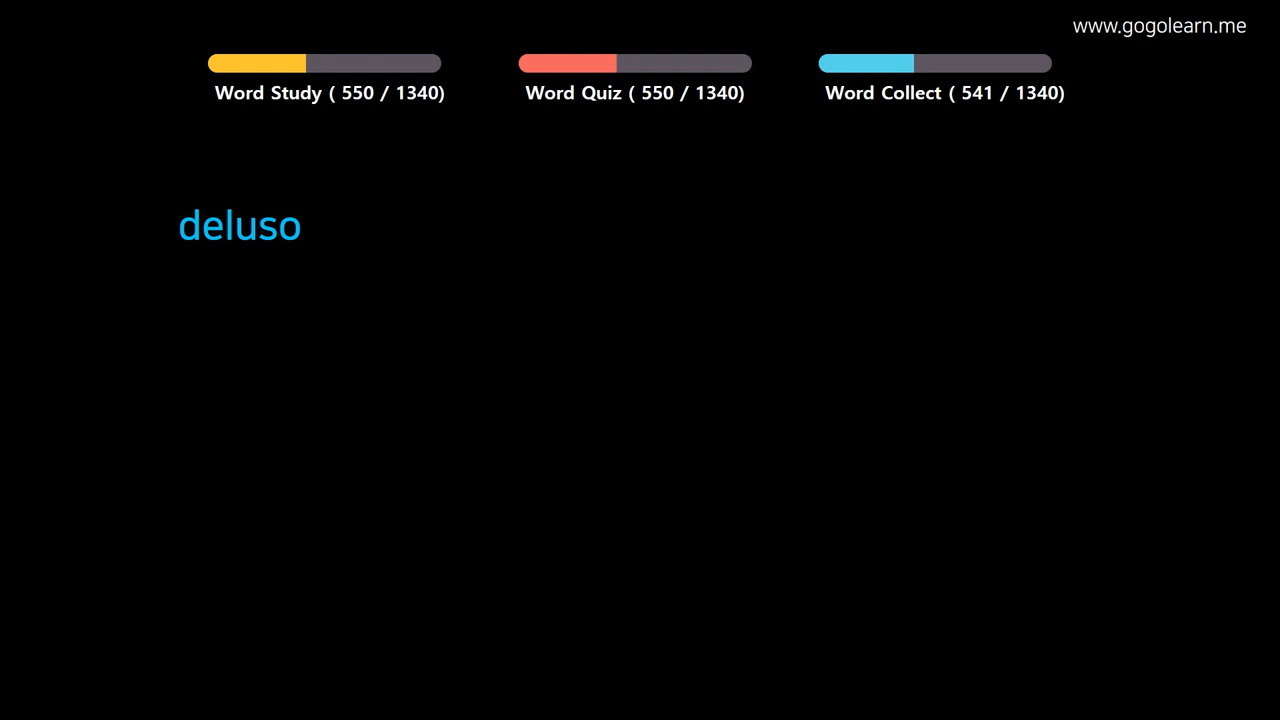 www.gogolearn.me
Word Study ( 550 / 1340)
Word Quiz ( 550 / 1340)
Word Collect ( 541 / 1340)
deluso